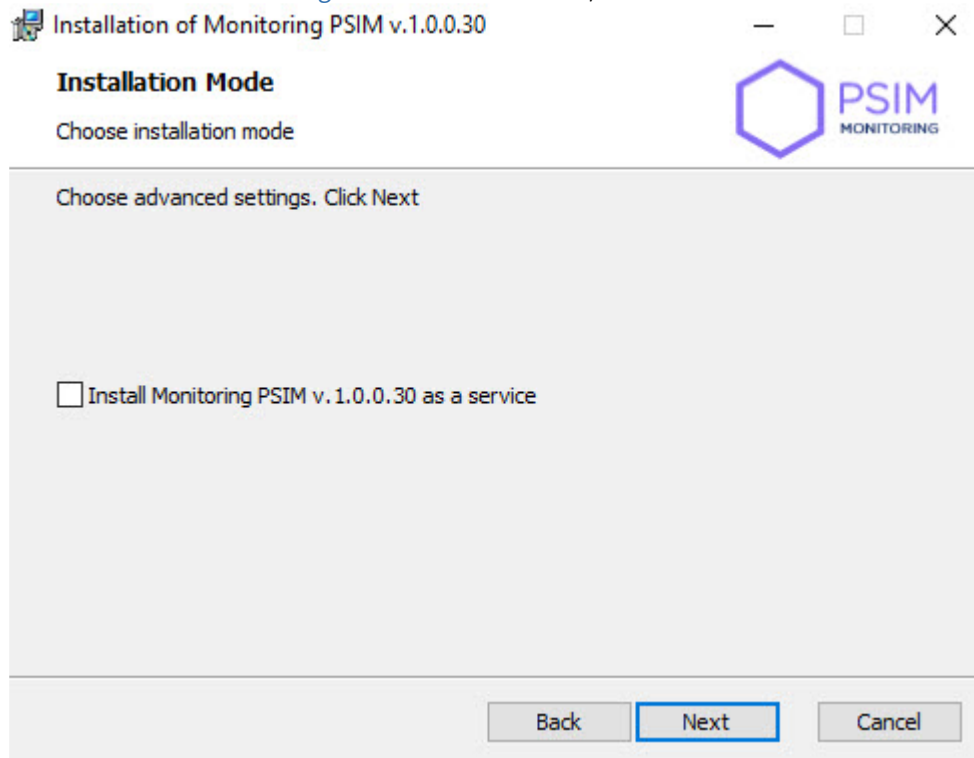 Installation of Monitoring PSIM v.1.0.0.30
Installation Mode
Choose installation mode
PSIM
MONITORING
Choose advanced settings. Click Next
Install Monitoring PSIM v.1.0.0.30 as a service
Back
Next
Cancel